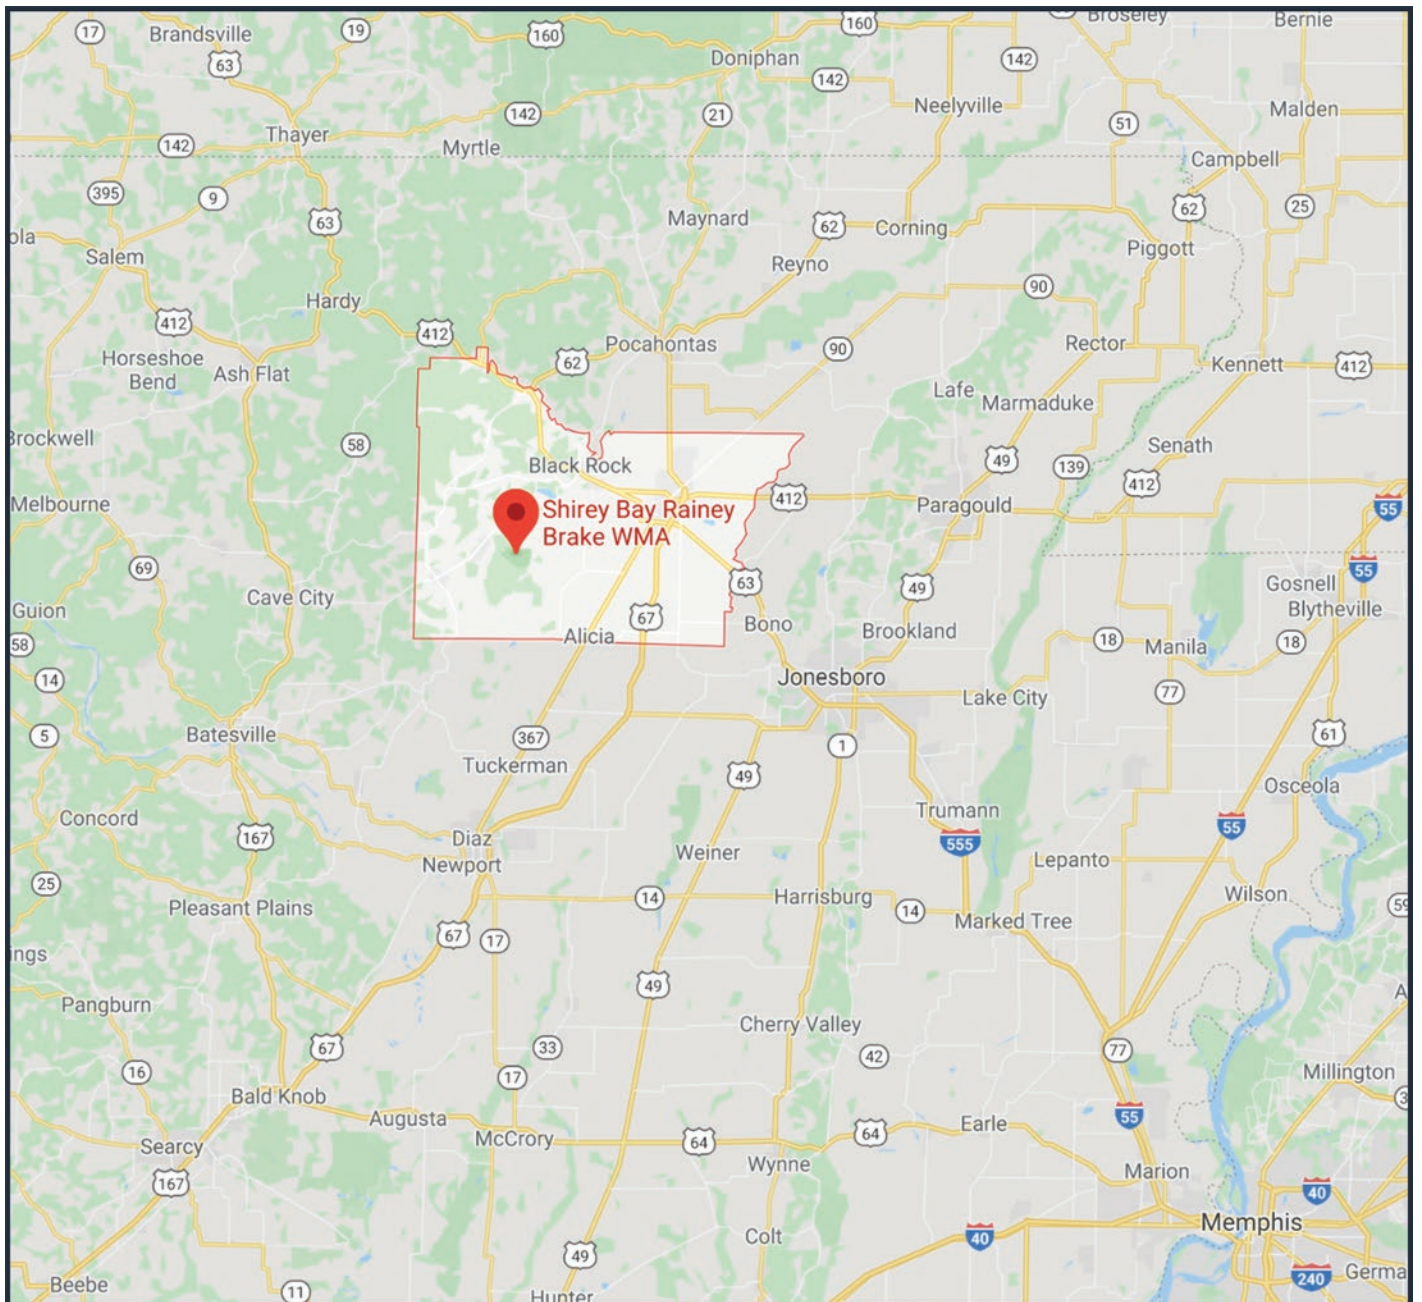 17
Brandsville
19
160
160
Broseley
Bernie
63
Doniphan
142
142
Neelyville
Malden
142
21
51
Thayer
142
Myrtle
Campbell
395
9
63
Maynard
62
Corning
62
25
Salem
Reyno
Piggott
Hardy
90
412
412
Pocahontas
90
Rector
Horseshoe
Bend
Ash Flat
62
Kennett
412
Lafe
Marmaduke
Brockwell
58
Senath
Black Rock
49
139
412
Melbourne
412
Paragould
55
Shirey Bay Rainey
Brake WMA
69
55
Cave City
63
49
Gosnell
Blytheville
Guion
67
Bono
Brookland
58
Alicia
18
Manila
18
14
Jonesboro
77
Lake City
5
Batesville
367
1
61
Tuckerman
49
Osceola
Concord
Trumann
167
Diaz
555
55
Newport
Weiner
Lepanto
25
14
Harrisburg
Wilson
Pleasant Plains
14
Marked Tree
59
67
17
ings
49
Pangburn
Cherry Valley
67
33
42
77
16
17
Millington
Bald Knob
Augusta
55
Searcy
McCrory
64
64
Earle
167
Wynne
Marion
40
Memphis
Colt
40
49
Beebe
11
Hunter
240
Germa